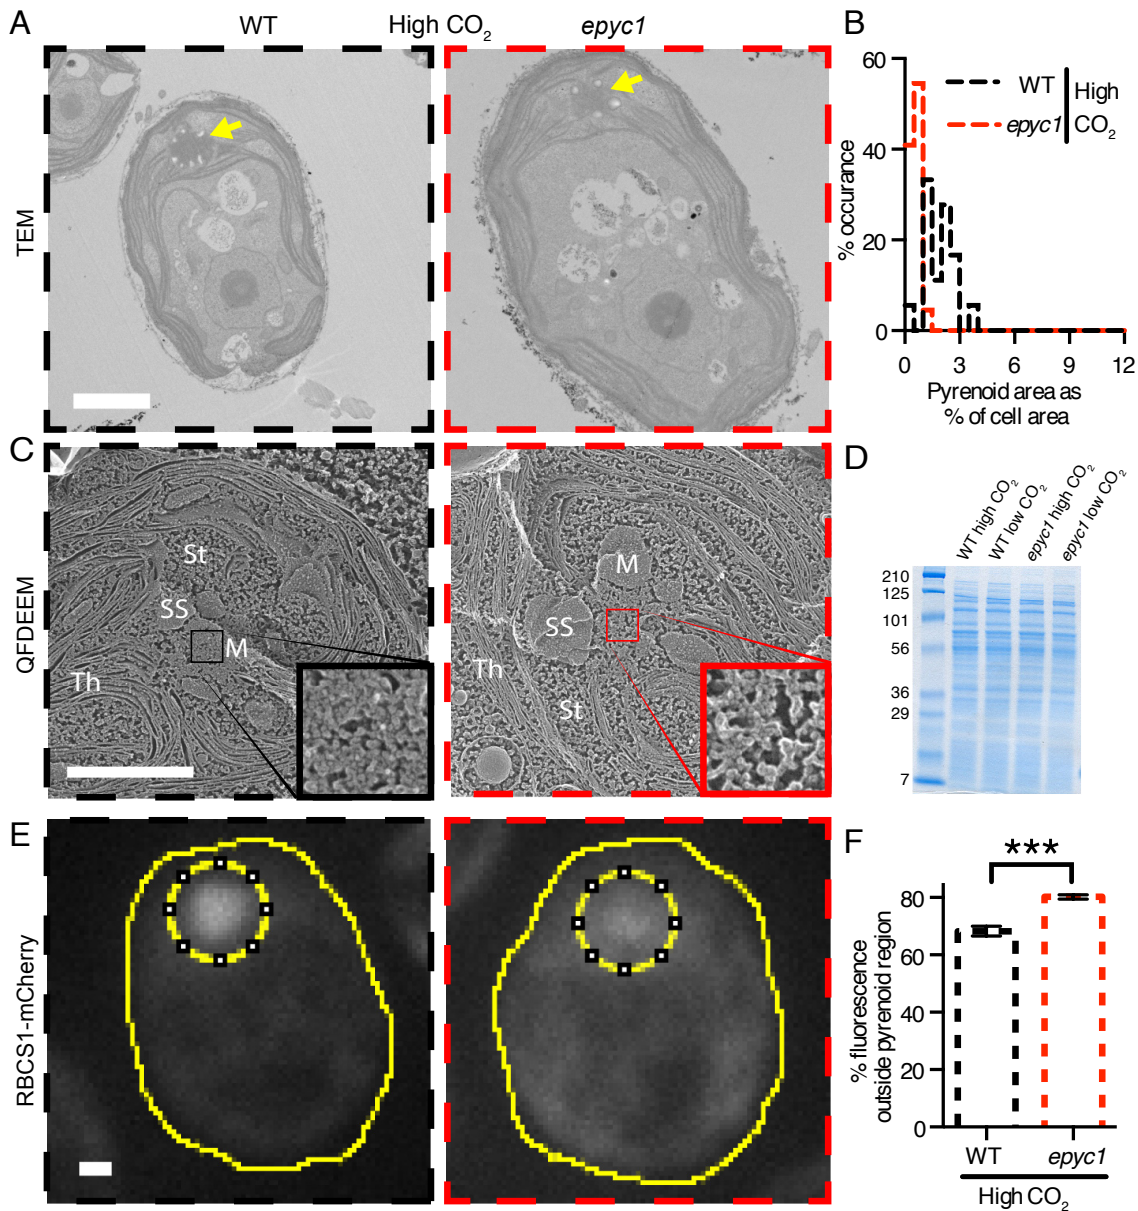 A
WT
High CO2
epyc1
TEM
B
60
40
20
0
% occurance
WT
epyc1
High
CO2
0
3
6
9
12
Pyrenoid area as
% of cell area
C
QFDEEM
St
SS
M
Th
M
SS
Th
St
D
WT high CO2
WT low CO2
epyc1 high CO2
epyc1 low CO2
210
125
101
56
36
29
7
E
RBCS1-mCherry
F
***
80
60
40
20
0
% fluorescence
outside pyrenoid region
WT
epyc1
High CO2